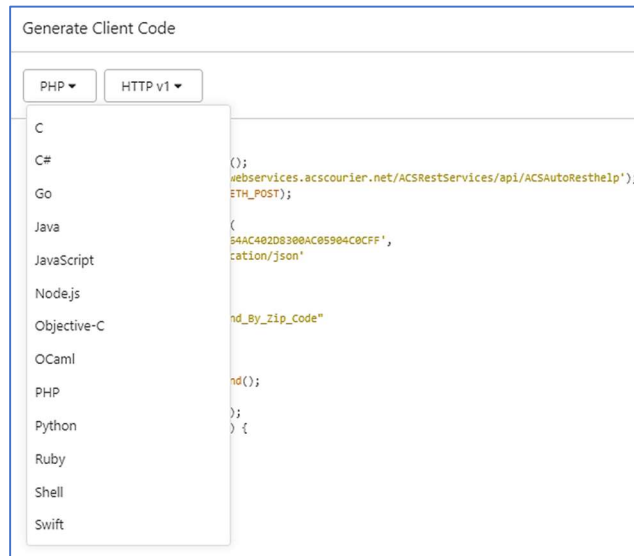 Generate Client Code
PHP HTTP v1
C
C#
Go
Java
JavaScript
Node.js
Objective-C
OCaml
PHP
Python
Ruby
Shell
Swift
();
webservices.acscourier.net/ACSRestServices/api/ACSAutoResthelp');
ETH_POST);
(
64AC402D8300AC05904C0CFF',
cation/json'
nd_By_Zip_Code"
nd();
);
) {